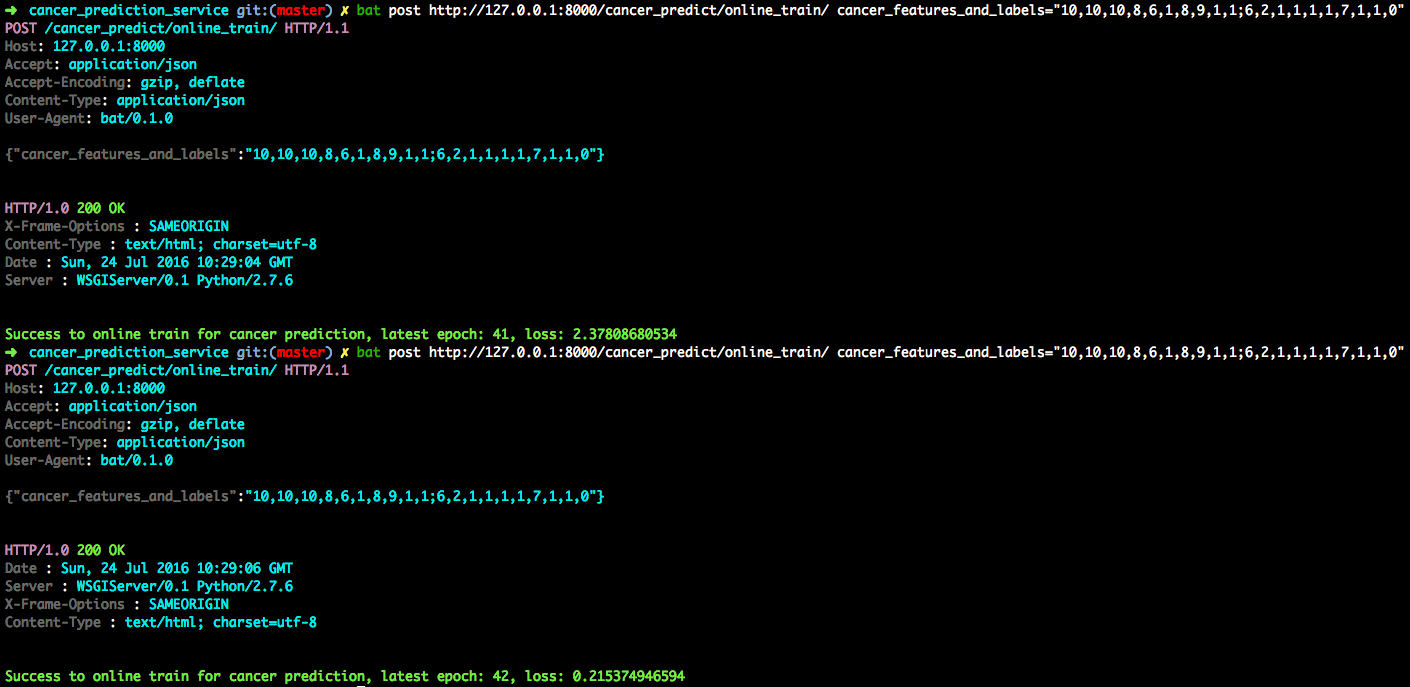 ➜  cancer_prediction_service git:(master) ✗ bat post http://127.0.0.1:8000/cancer_predict/online_train/ cancer_features_and_labels="10,10,10,8,6,1,8,9,1,1;6,2,1,1,1,1,7,1,1,0"
POST /cancer_predict/online_train/ HTTP/1.1
Host: 127.0.0.1:8000
Accept: application/json
Accept-Encoding: gzip, deflate
Content-Type: application/json
User-Agent: bat/0.1.0
{"cancer_features_and_labels":"10,10,10,8,6,1,8,9,1,1;6,2,1,1,1,1,7,1,1,0"}
HTTP/1.0 200 OK
X-Frame-Options : SAMEORIGIN
Content-Type : text/html; charset=utf-8
Date : Sun, 24 Jul 2016 10:29:04 GMT
Server : WSGIServer/0.1 Python/2.7.6
Success to online train for cancer prediction, latest epoch: 41, loss: 2.37808680534
➜  cancer_prediction_service git:(master) ✗ bat post http://127.0.0.1:8000/cancer_predict/online_train/ cancer_features_and_labels="10,10,10,8,6,1,8,9,1,1;6,2,1,1,1,1,7,1,1,0"
POST /cancer_predict/online_train/ HTTP/1.1
Host: 127.0.0.1:8000
Accept: application/json
Accept-Encoding: gzip, deflate
Content-Type: application/json
User-Agent: bat/0.1.0
{"cancer_features_and_labels":"10,10,10,8,6,1,8,9,1,1;6,2,1,1,1,1,7,1,1,0"}
HTTP/1.0 200 OK
Date : Sun, 24 Jul 2016 10:29:06 GMT
Server : WSGIServer/0.1 Python/2.7.6
X-Frame-Options : SAMEORIGIN
Content-Type : text/html; charset=utf-8
Success to online train for cancer prediction, latest epoch: 42, loss: 0.215374946594